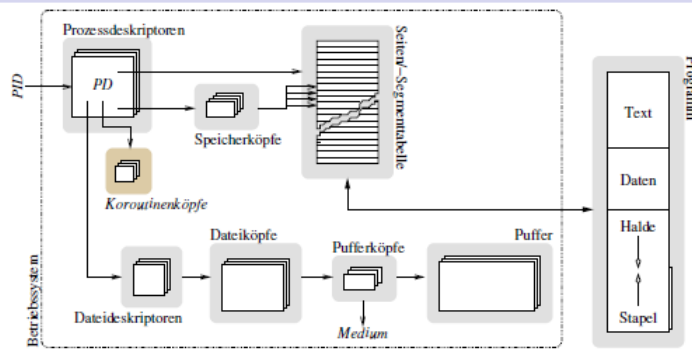 Prozessdeskriptoren
PID
PD
Speicherköpfe
Koroutinenköpfe
Seiten/-Segmenttabelle
Programm
Text
Daten
Halde
Stapel
Dateiköpfe
Pufferköpfe
Puffer
Dateideskriptoren
Medium
Betriebssystem